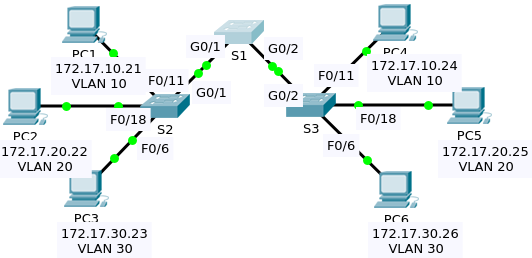 PC1
172.17.10.21
VLAN 10
G0/1
S1
G0/2
PC4
172.17.10.24
VLAN 10
F0/11
G0/1
G0/2
F0/11
PC2
172.17.20.22
VLAN 20
F0/18
S2
S3
F0/18
PC5
172.17.20.25
VLAN 20
F0/6
F0/6
PC3
172.17.30.23
VLAN 30
PC6
172.17.30.26
VLAN 30